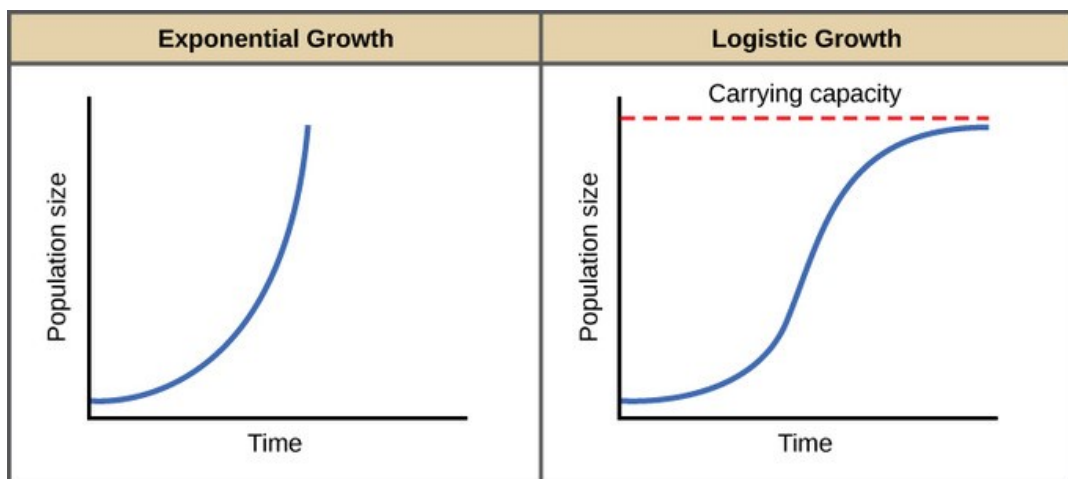 Exponential Growth
Logistic Growth
Population size
Time
Carrying capacity
Population size
Time